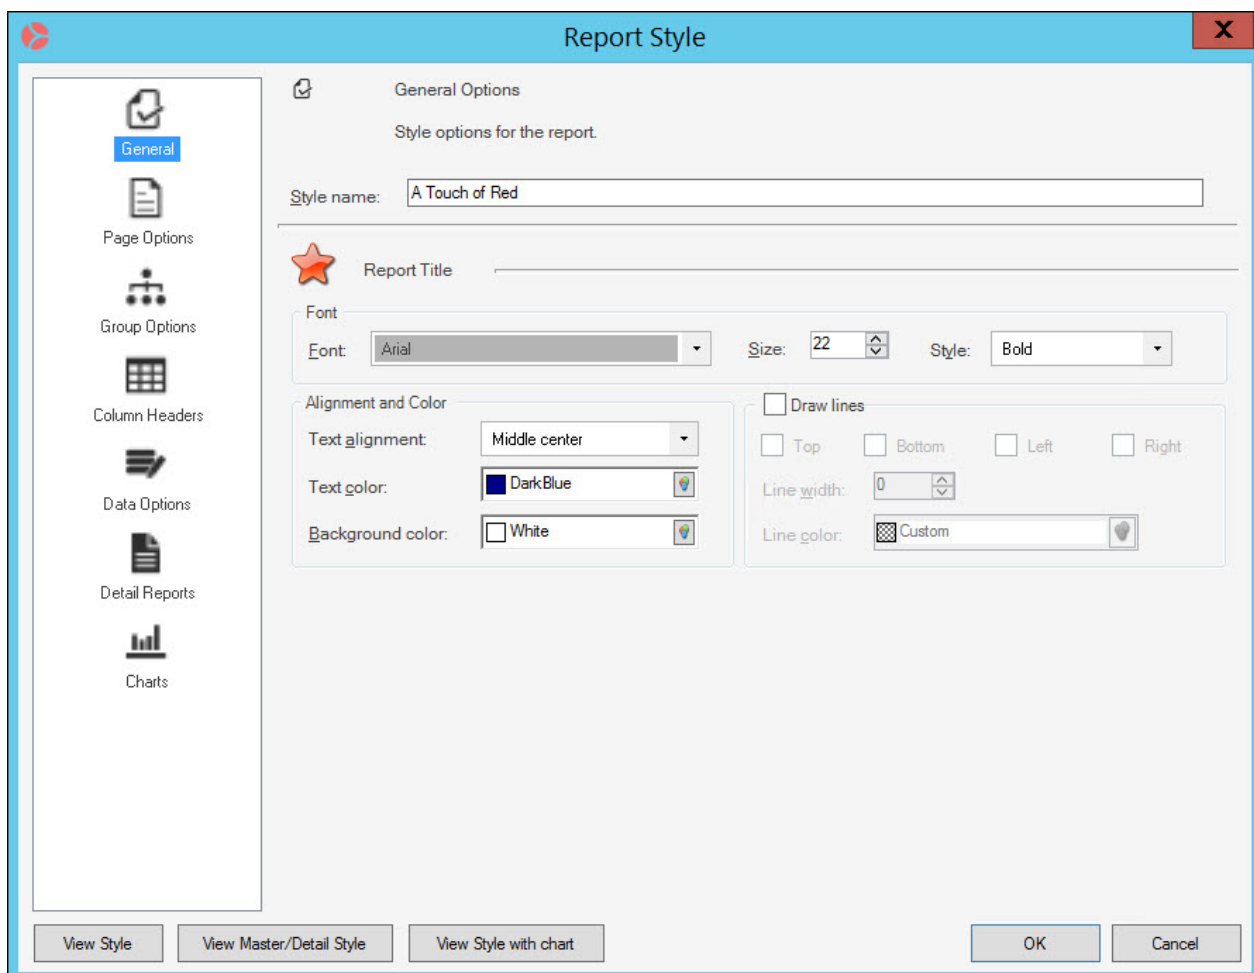 Report Style
X
General
Page Options
Group Options
Column Headers
Data Options
Detail Reports
Charts
General Options
Style options for the report.
Style name: A Touch of Red
Report Title
Font
Font: Arial Size: 22 Style: Bold
Alignment and Color
Text alignment: Middle center
Text color: DarkBlue
Background color: White
Draw lines
Top Bottom Left Right
Line width: 0
Line color: Custom
View Style View Master/Detail Style View Style with chart OK Cancel